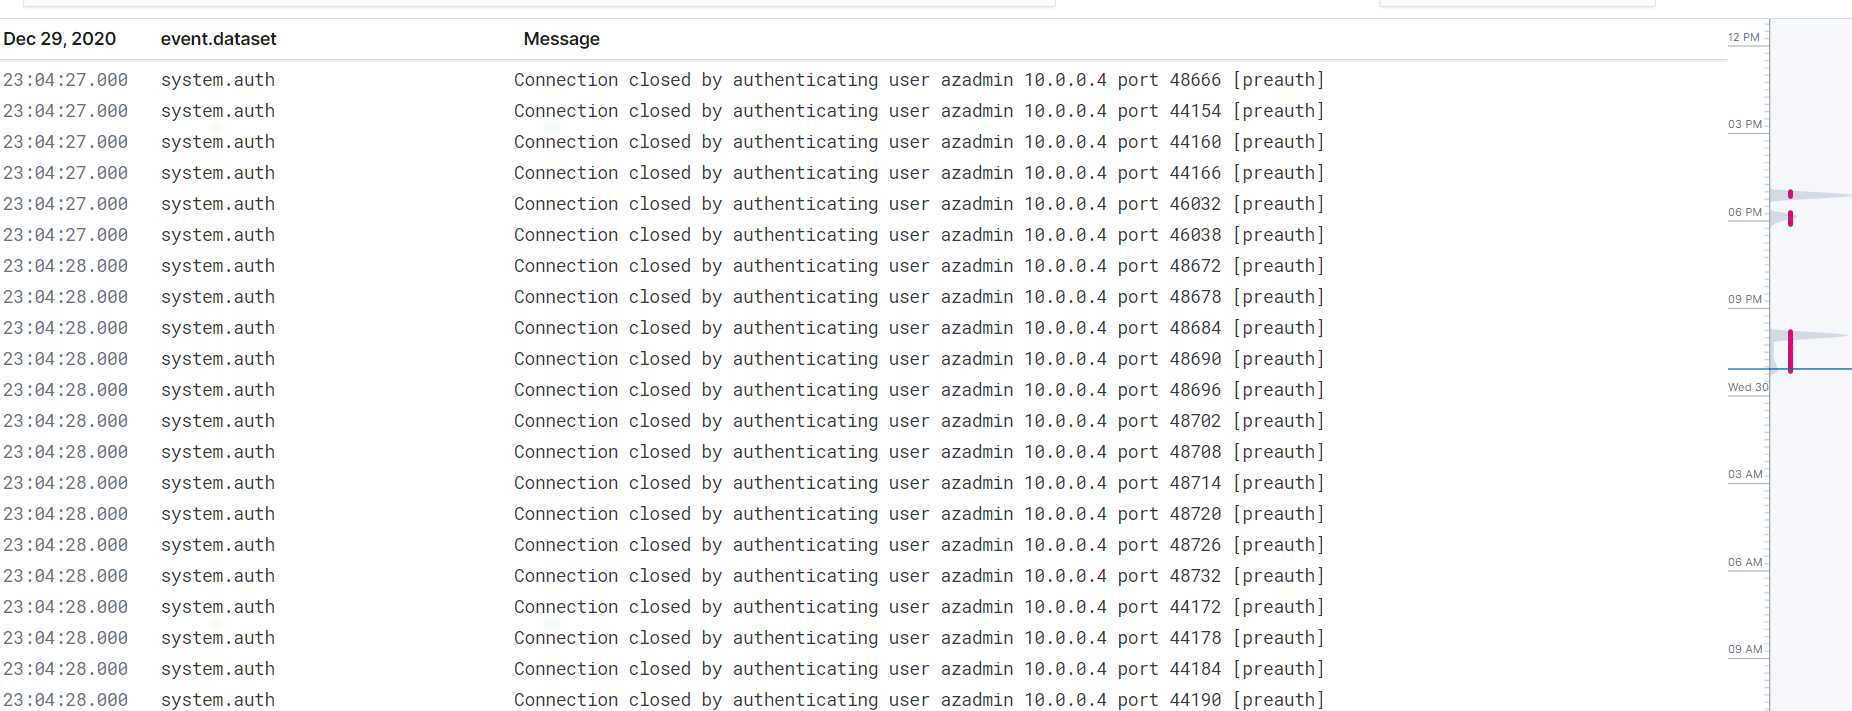 Dec 29, 2020 event.dataset Message
23:04:27.000 system.auth Connection closed by authenticating user azadmin 10.0.0.4 port 48666 [preauth]
23:04:27.000 system.auth Connection closed by authenticating user azadmin 10.0.0.4 port 44154 [preauth]
23:04:27.000 system.auth Connection closed by authenticating user azadmin 10.0.0.4 port 44160 [preauth]
23:04:27.000 system.auth Connection closed by authenticating user azadmin 10.0.0.4 port 44166 [preauth]
23:04:27.000 system.auth Connection closed by authenticating user azadmin 10.0.0.4 port 46032 [preauth]
23:04:27.000 system.auth Connection closed by authenticating user azadmin 10.0.0.4 port 46038 [preauth]
23:04:28.000 system.auth Connection closed by authenticating user azadmin 10.0.0.4 port 48672 [preauth]
23:04:28.000 system.auth Connection closed by authenticating user azadmin 10.0.0.4 port 48678 [preauth]
23:04:28.000 system.auth Connection closed by authenticating user azadmin 10.0.0.4 port 48684 [preauth]
23:04:28.000 system.auth Connection closed by authenticating user azadmin 10.0.0.4 port 48690 [preauth]
23:04:28.000 system.auth Connection closed by authenticating user azadmin 10.0.0.4 port 48696 [preauth]
23:04:28.000 system.auth Connection closed by authenticating user azadmin 10.0.0.4 port 48702 [preauth]
23:04:28.000 system.auth Connection closed by authenticating user azadmin 10.0.0.4 port 48708 [preauth]
23:04:28.000 system.auth Connection closed by authenticating user azadmin 10.0.0.4 port 48714 [preauth]
23:04:28.000 system.auth Connection closed by authenticating user azadmin 10.0.0.4 port 48720 [preauth]
23:04:28.000 system.auth Connection closed by authenticating user azadmin 10.0.0.4 port 48726 [preauth]
23:04:28.000 system.auth Connection closed by authenticating user azadmin 10.0.0.4 port 48732 [preauth]
23:04:28.000 system.auth Connection closed by authenticating user azadmin 10.0.0.4 port 44172 [preauth]
23:04:28.000 system.auth Connection closed by authenticating user azadmin 10.0.0.4 port 44178 [preauth]
23:04:28.000 system.auth Connection closed by authenticating user azadmin 10.0.0.4 port 44184 [preauth]
23:04:28.000 system.auth Connection closed by authenticating user azadmin 10.0.0.4 port 44190 [preauth]
12 PM
03 PM
06 PM
09 PM
Wed 30
03 AM
06 AM
09 AM